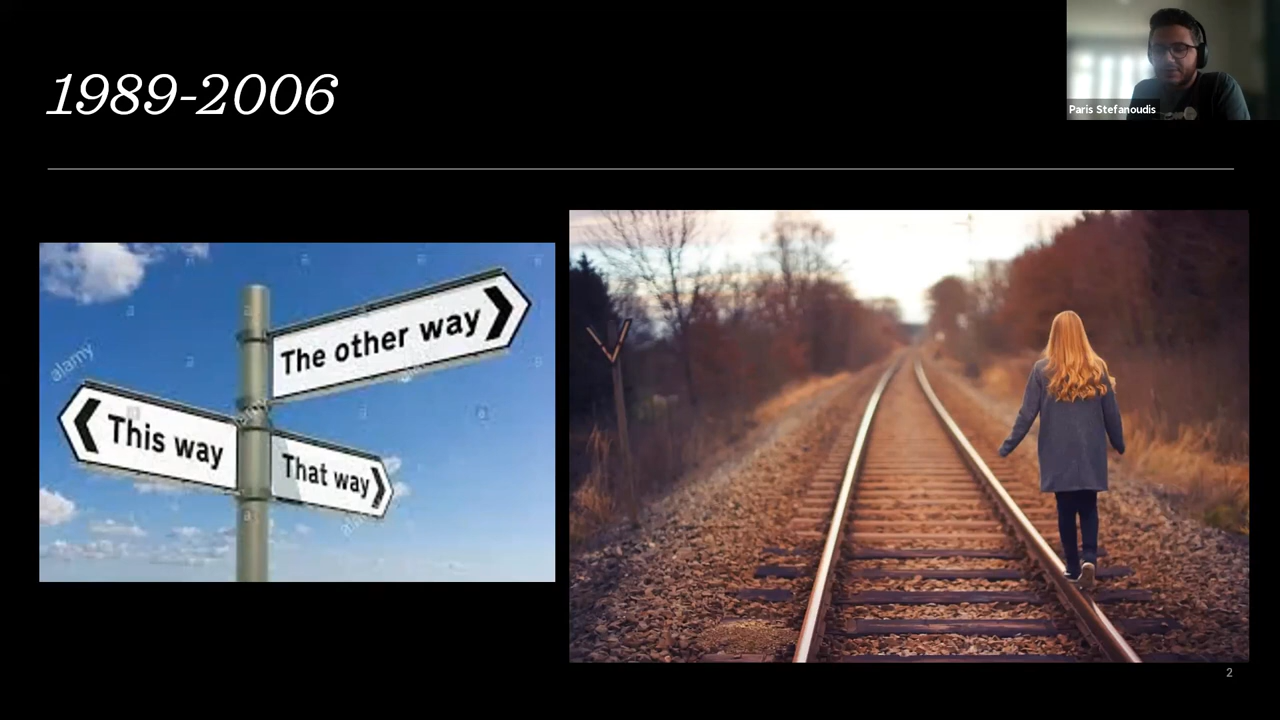 1989-2006
Paris Stefanoudis
The other way
This way
That way
alamy
2